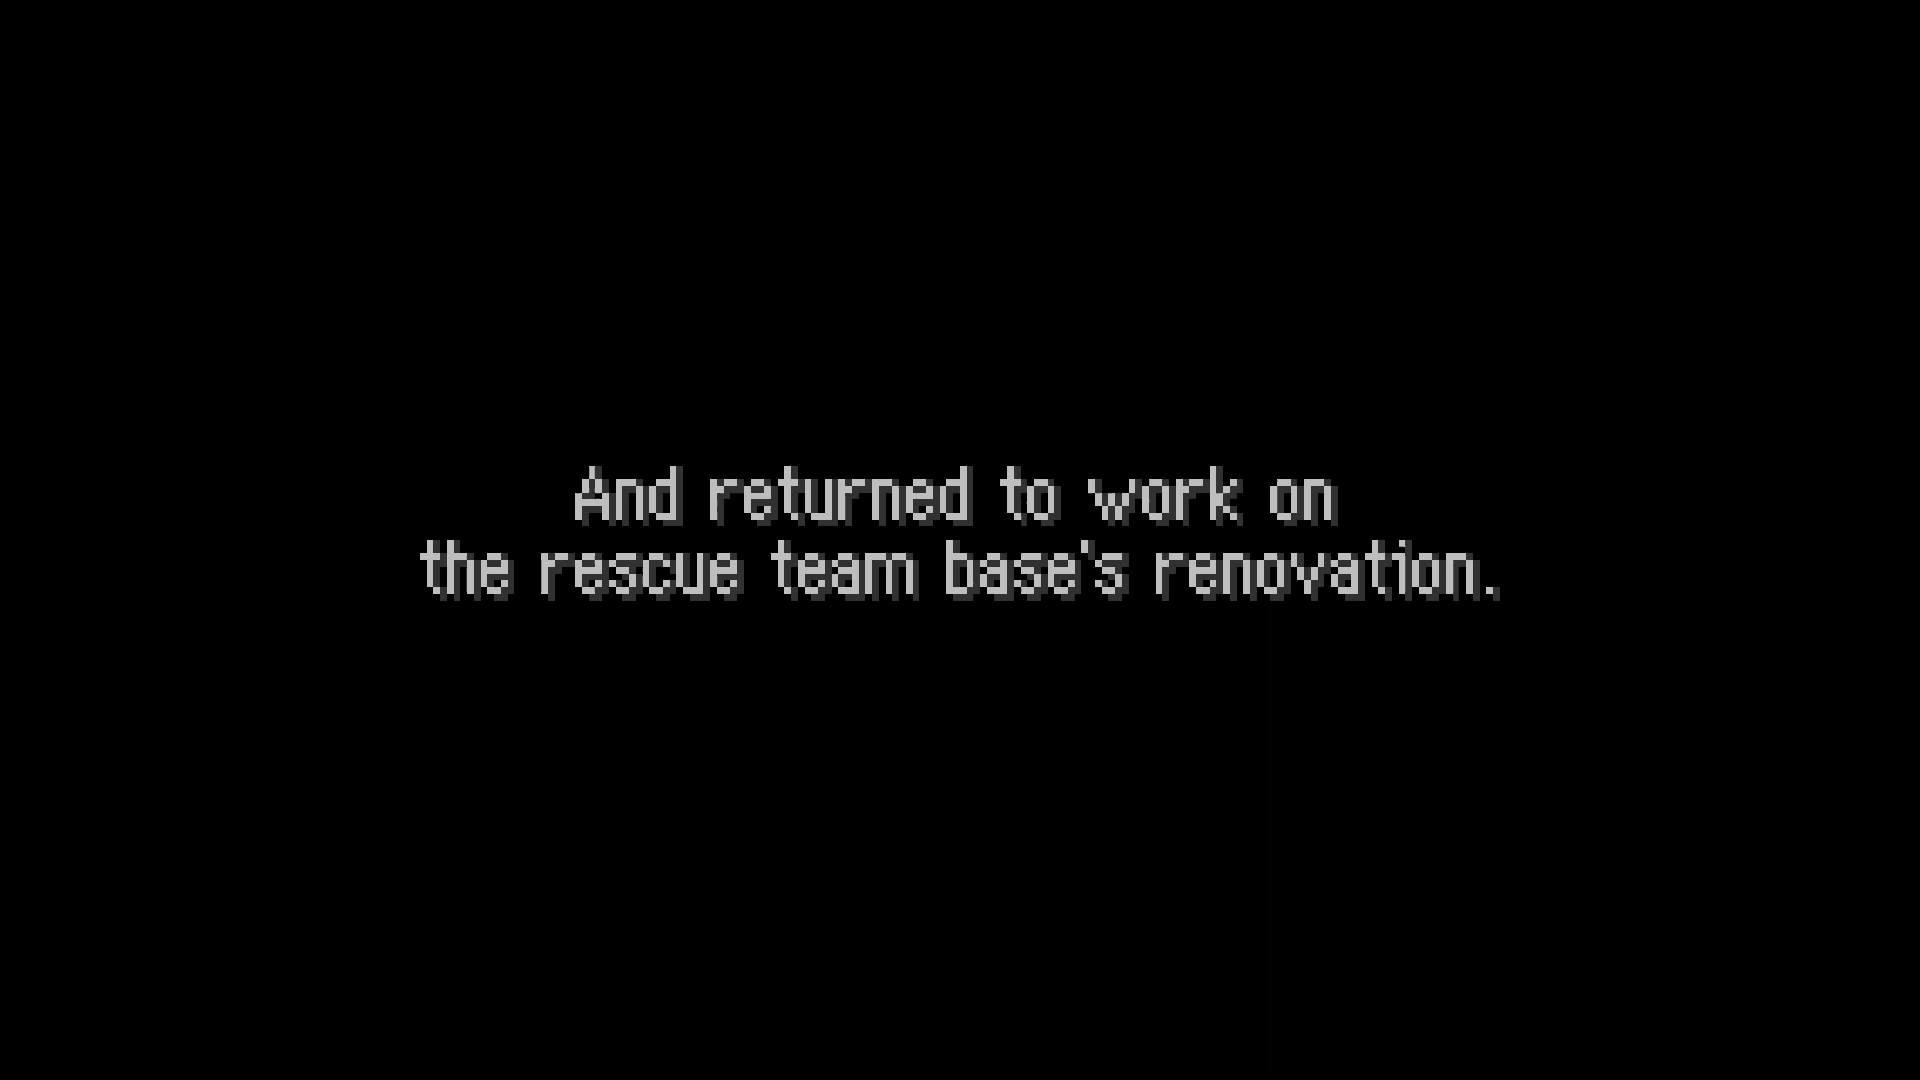 And returned to work on
the rescue team base's renovation.